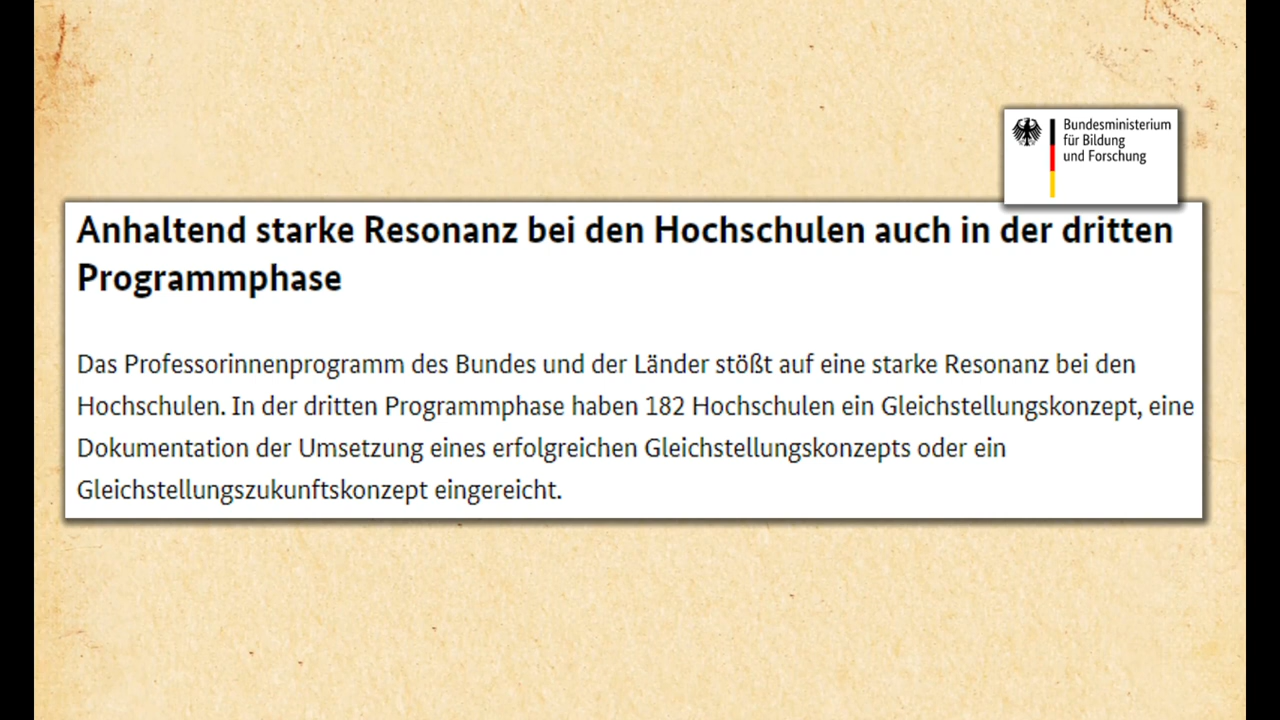 Bundesministerium
für Bildung
und Forschung
Anhaltend starke Resonanz bei den Hochschulen auch in der dritten
Programmphase
Das Professorinnenprogramm des Bundes und der Länder stößt auf eine starke Resonanz bei den
Hochschulen. In der dritten Programmphase haben 182 Hochschulen ein Gleichstellungskonzept, eine
Dokumentation der Umsetzung eines erfolgreichen Gleichstellungskonzepts oder ein
Gleichstellungszukunftskonzept eingereicht.